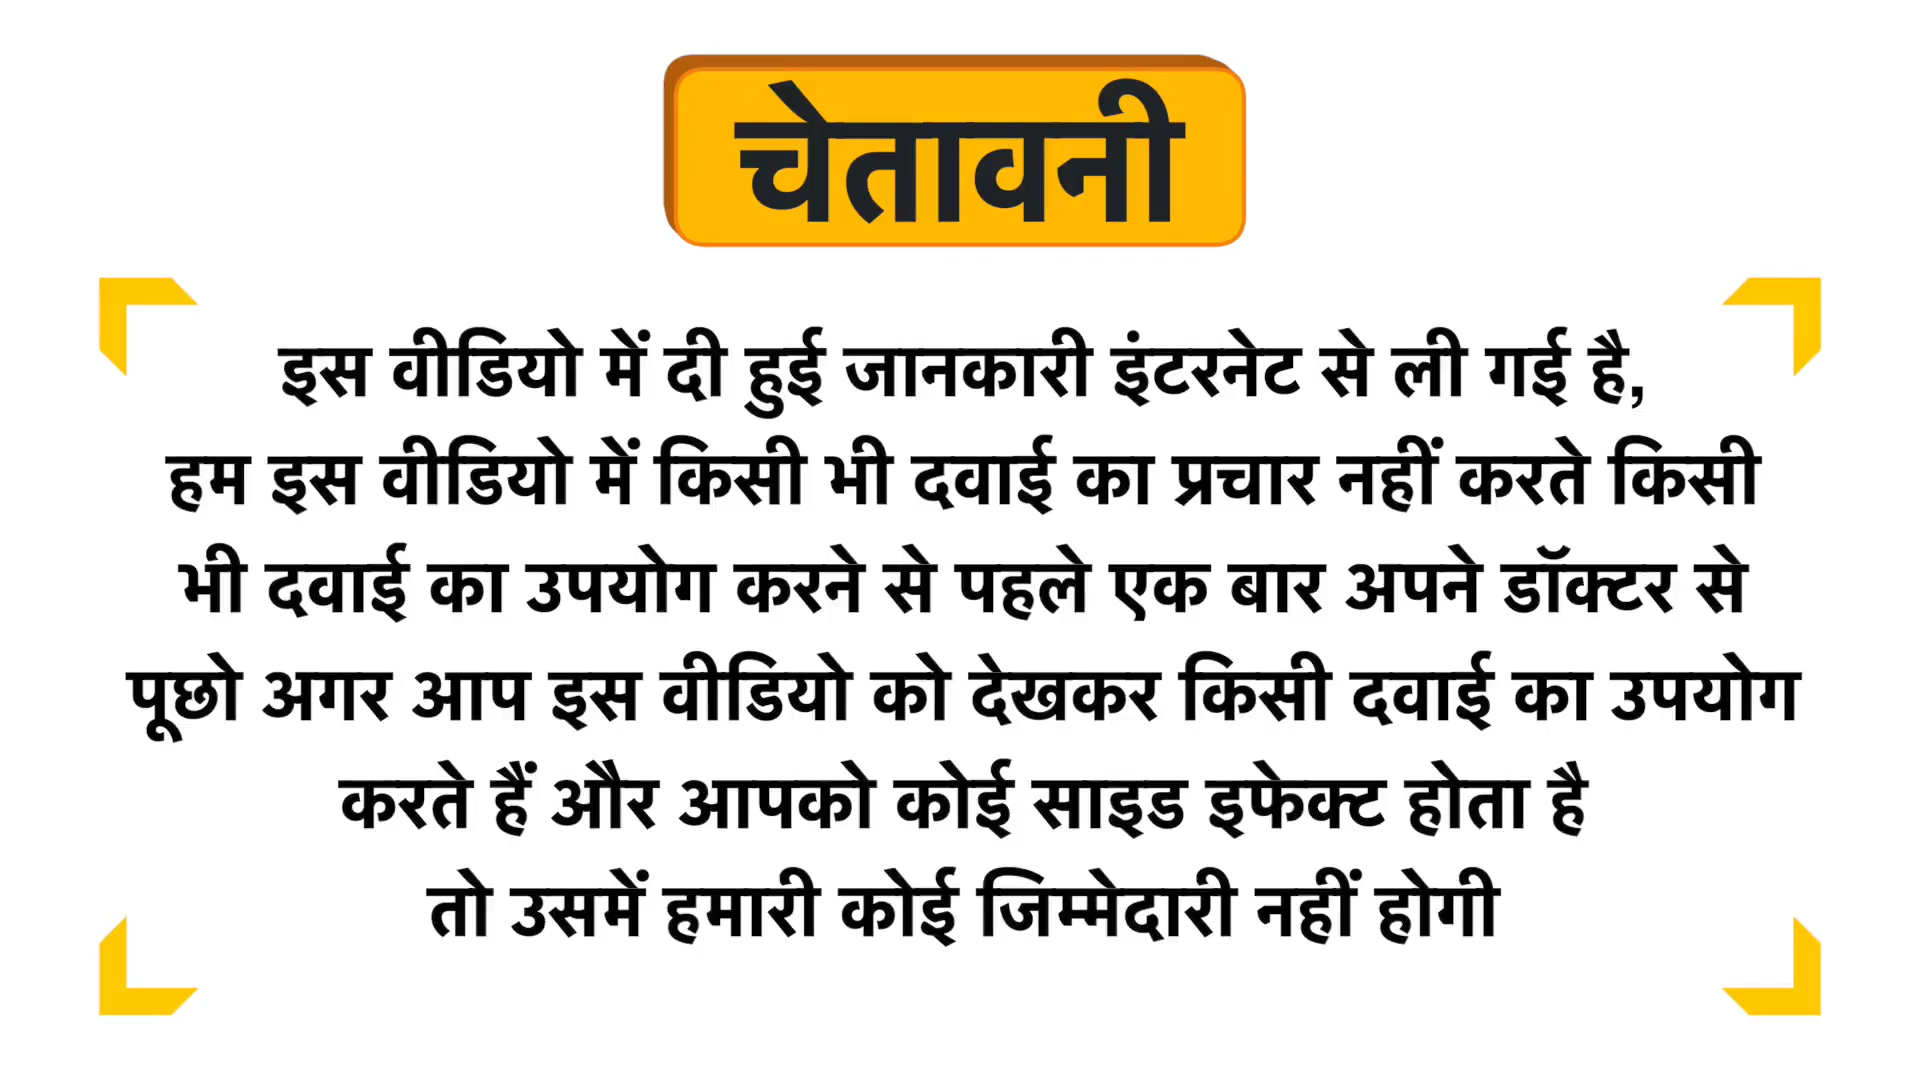 चेतावनी
इस वीडियो में दी हुई जानकारी इंटरनेट से ली गई है,
हम इस वीडियो में किसी भी दवाई का प्रचार नहीं करते किसी
भी दवाई का उपयोग करने से पहले एक बार अपने डॉक्टर से
पूछो अगर आप इस वीडियो को देखकर किसी दवाई का उपयोग
करते हैं और आपको कोई साइड इफेक्ट होता है
तो उसमें हमारी कोई जिम्मेदारी नहीं होगी